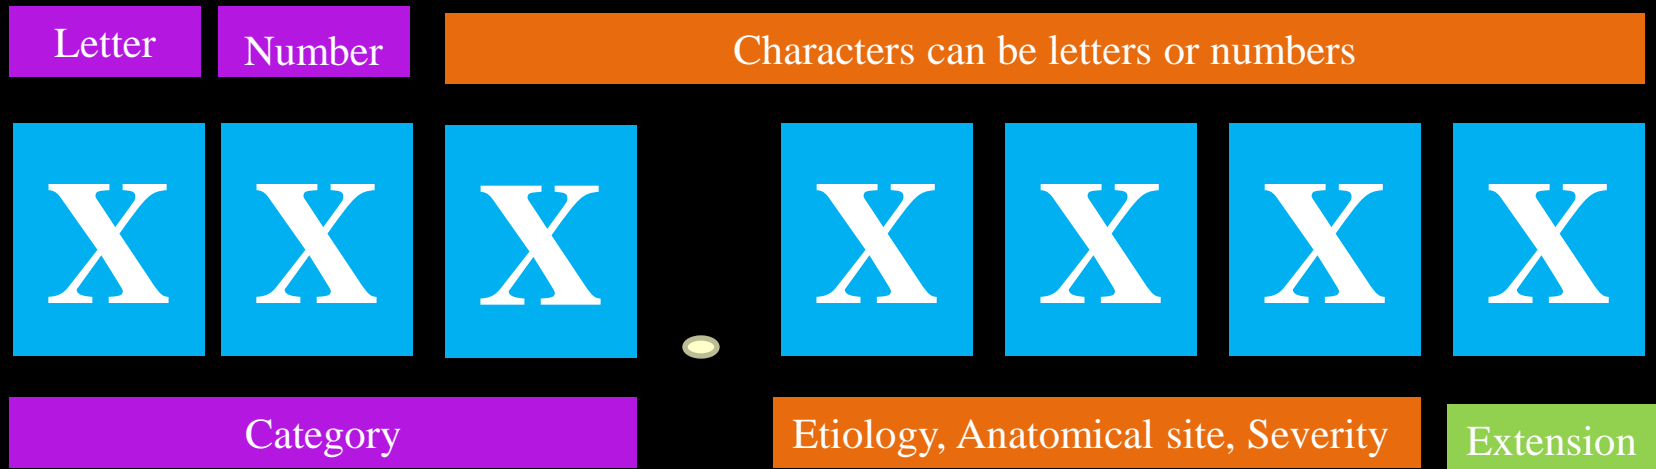 Letter Number Characters can be letters or numbers
X X X . X X X X
Category Etiology, Anatomical site, Severity Extension